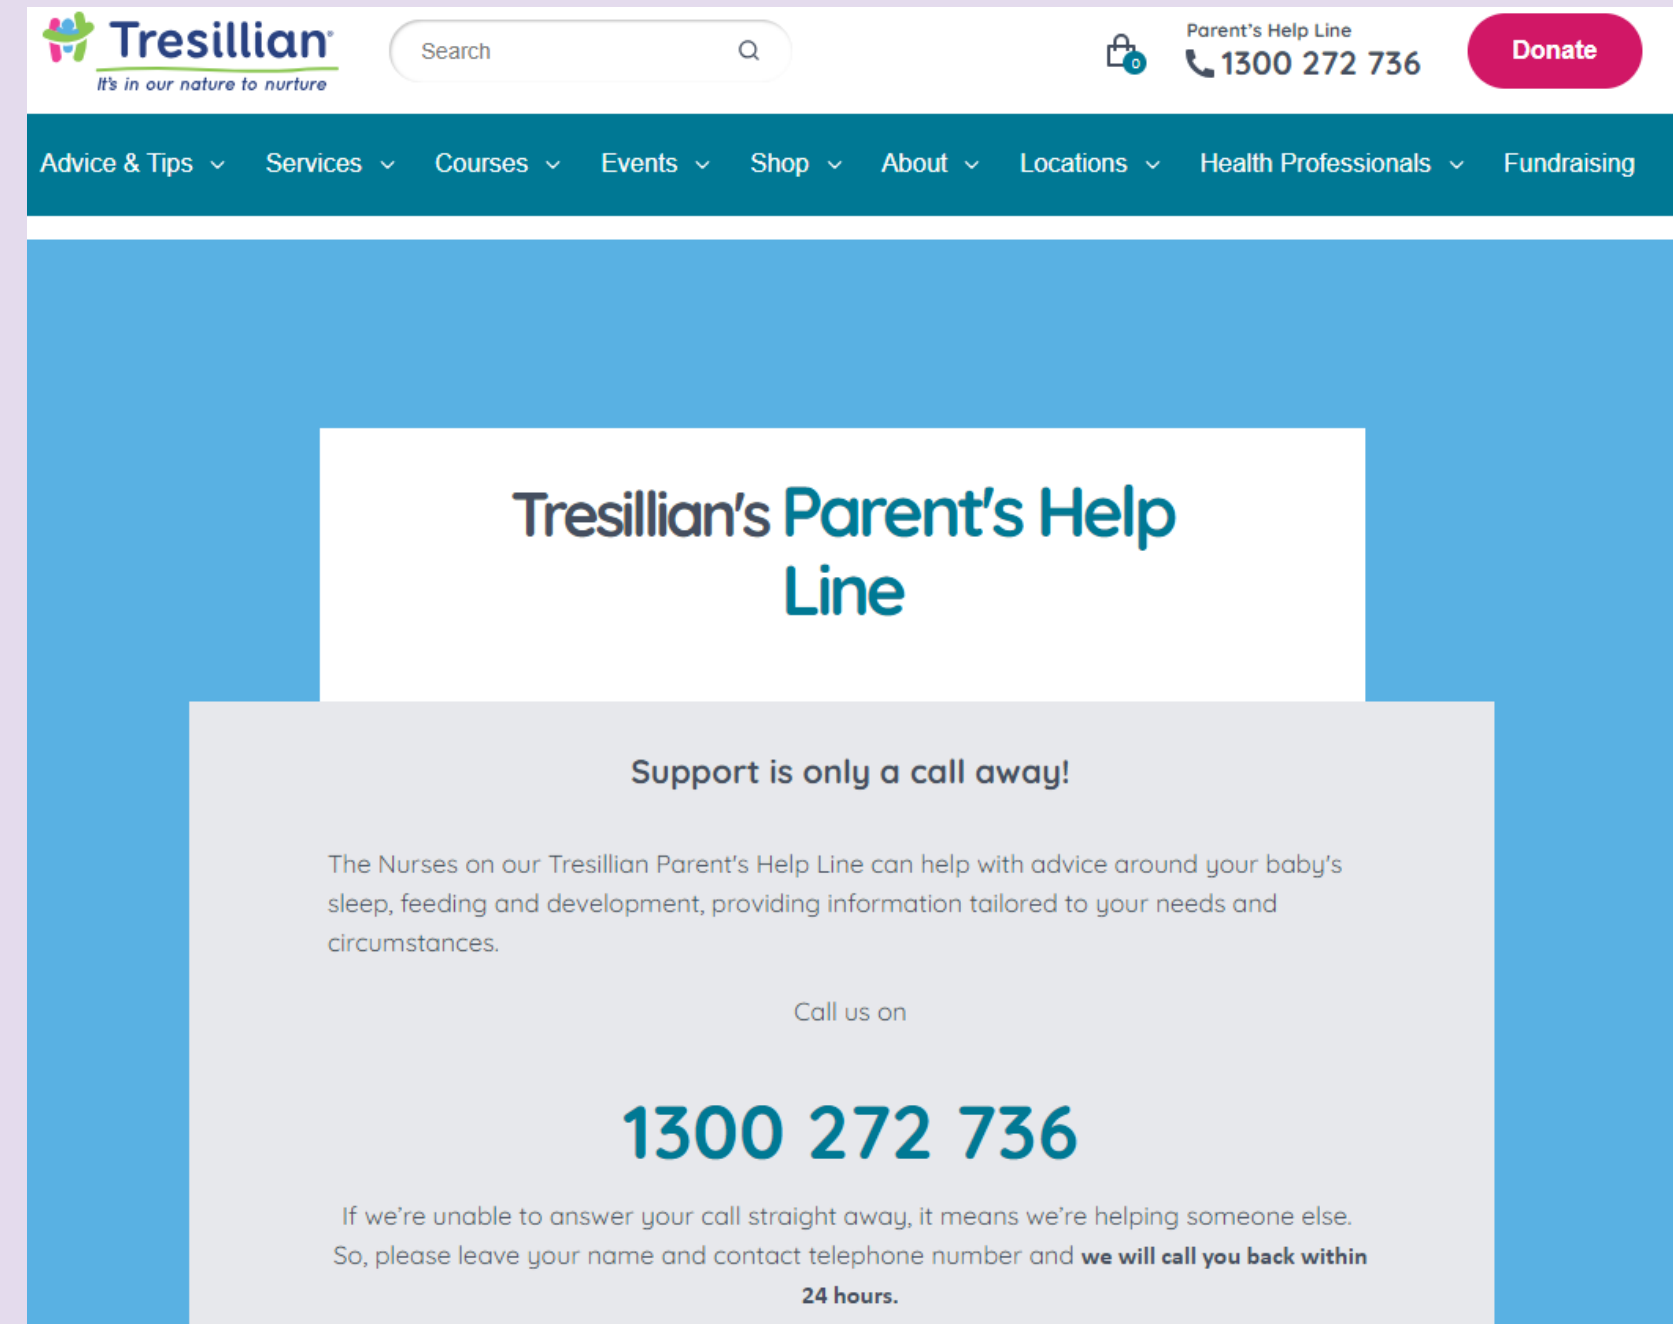 Tresillian
It's in our nature to nurture
Search
0
Parent's Help Line
1300 272 736
Donate
Advice & Tips
Services
Courses
Events
Shop
About
Locations
Health Professionals
Fundraising
Tresillian's Parent's Help
Line
Support is only a call away!
The Nurses on our Tresillian Parent's Help Line can help with advice around your baby's
sleep, feeding and development, providing information tailored to your needs and
circumstances.
Call us on
1300 272 736
If we're unable to answer your call straight away, it means we're helping someone else.
So, please leave your name and contact telephone number and we will call you back within
24 hours.